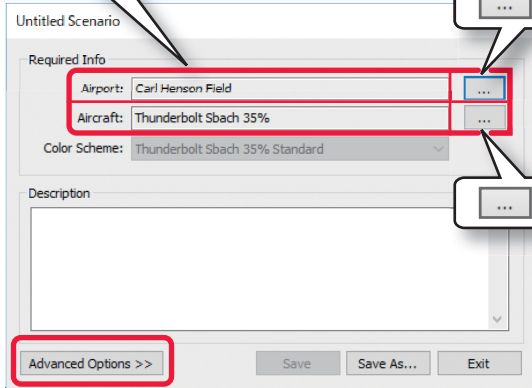 ...
Untitled Scenario
Required Info
Airport: Carl Henson Field ...
Aircraft: Thunderbolt Sbach 35% ...
Color Scheme: Thunderbolt Sbach 35% Standard
...
Description
Advanced Options >> Save Save As... Exit